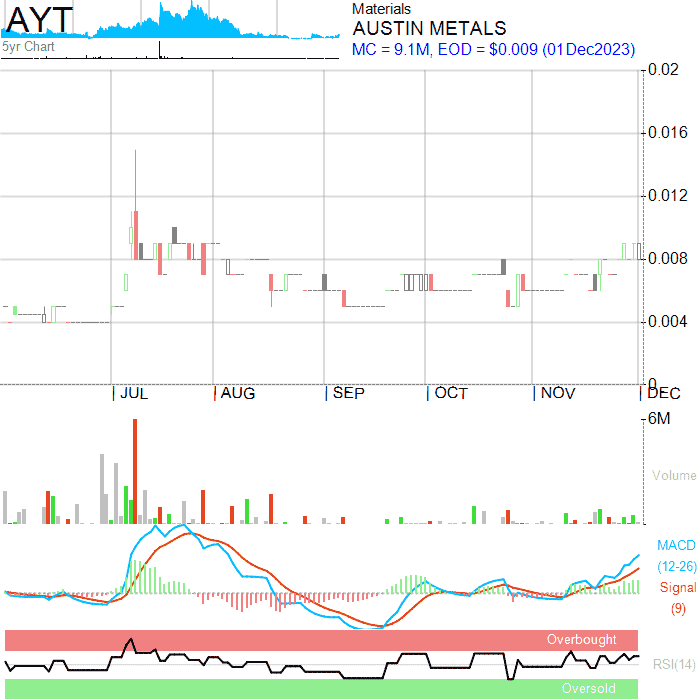 AYT
5yr Chart
Materials
AUSTIN METALS
MC = 9.1M, EOD = $0.009 (01Dec2023)
0.02
0.016
0.012
0.008
0.004
0
JUL AUG SEP OCT NOV DEC
6M
Volume
MACD
(12-26)
Signal
(9)
Overbought
RSI(14)
Oversold